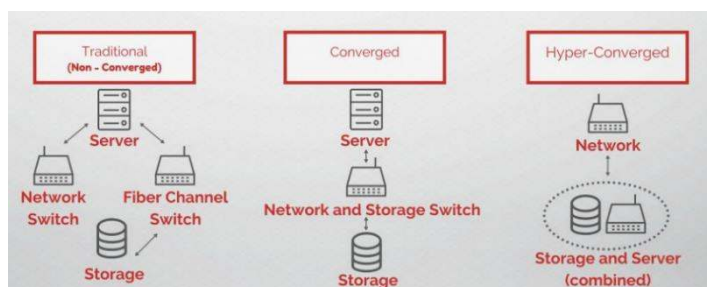 Traditional
(Non - Converged)
Server
Network
Switch
Fiber Channel
Switch
Storage
Converged
Server
Network and Storage Switch
Storage
Hyper-Converged
Network
Storage and Server
(combined)